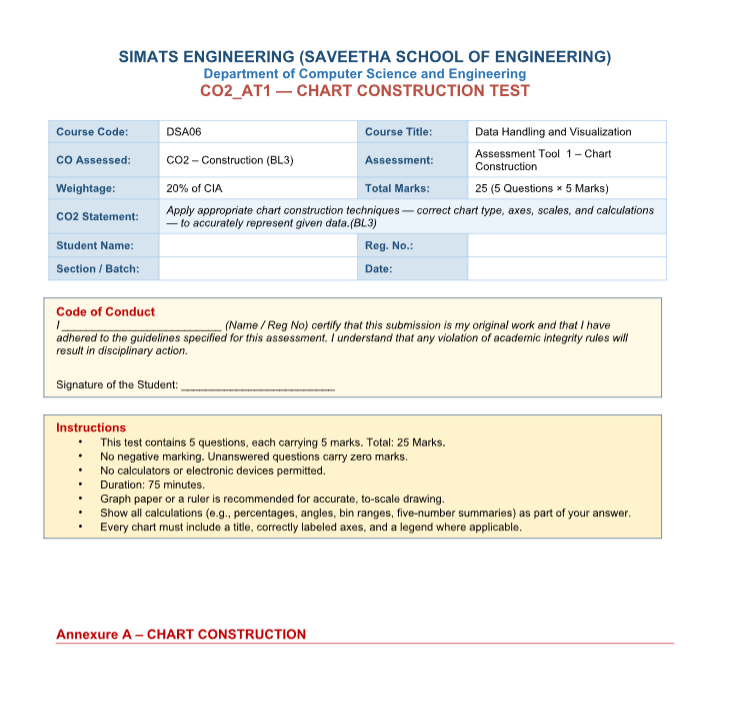 SIMATS ENGINEERING (SAVEETHA SCHOOL OF ENGINEERING)
Department of Computer Science and Engineering
CO2_AT1 — CHART CONSTRUCTION TEST
Course Code: DSA06 Course Title: Data Handling and Visualization
CO Assessed: CO2 – Construction (BL3) Assessment: Assessment Tool 1 – Chart
Construction
Weightage: 20% of CIA Total Marks: 25 (5 Questions × 5 Marks)
CO2 Statement: Apply appropriate chart construction techniques — correct chart type, axes, scales, and calculations
— to accurately represent given data.(BL3)
Student Name: Reg. No.:
Section / Batch: Date:
Code of Conduct
I__________________________ (Name / Reg No) certify that this submission is my original work and that I have
adhered to the guidelines specified for this assessment. I understand that any violation of academic integrity rules will
result in disciplinary action.
Signature of the Student: _________________________
Instructions
• This test contains 5 questions, each carrying 5 marks. Total: 25 Marks.
• No negative marking. Unanswered questions carry zero marks.
• No calculators or electronic devices permitted.
• Duration: 75 minutes.
• Graph paper or a ruler is recommended for accurate, to-scale drawing.
• Show all calculations (e.g., percentages, angles, bin ranges, five-number summaries) as part of your answer.
• Every chart must include a title, correctly labeled axes, and a legend where applicable.
Annexure A – CHART CONSTRUCTION